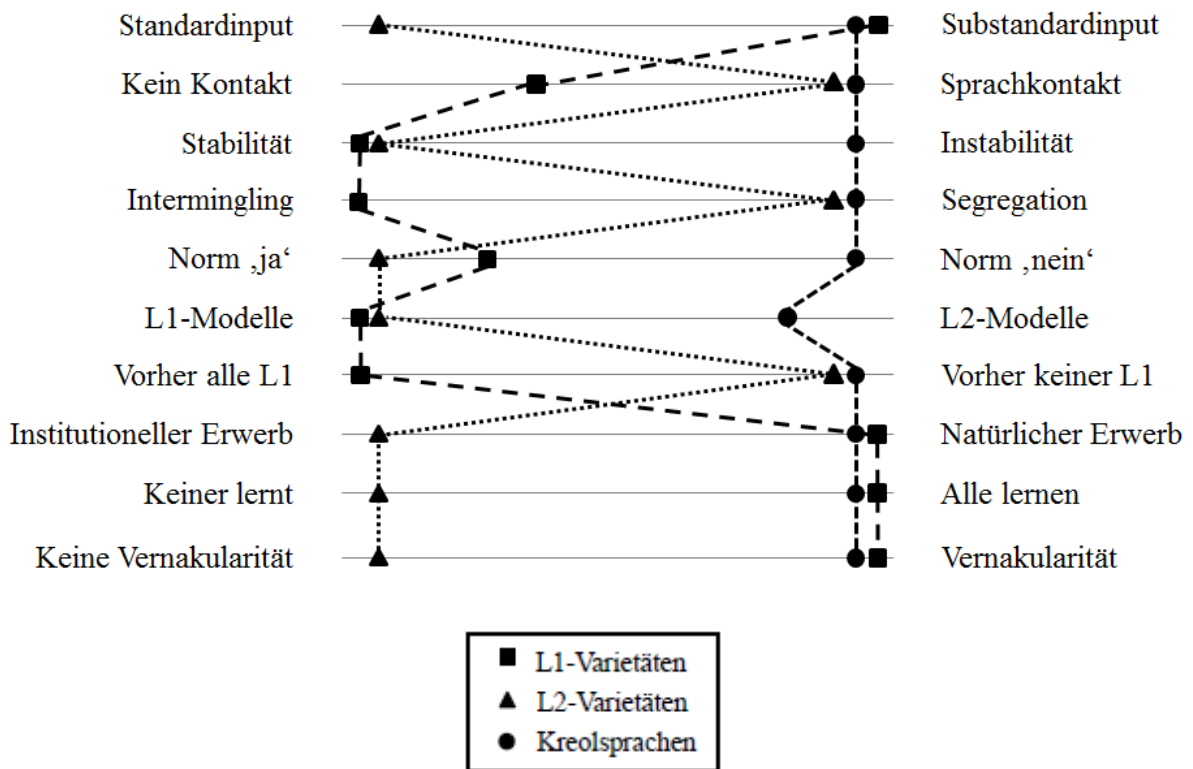 Standardinput Substandardinput
Kein Kontakt Sprachkontakt
Stabilität Instabilität
Intermingling Segregation
Norm ‚ja‘ Norm ‚nein‘
L1-Modelle L2-Modelle
Vorher alle L1 Vorher keiner L1
Institutioneller Erwerb Natürlicher Erwerb
Keiner lernt Alle lernen
Keine Vernakularität Vernakularität
L1-Varietäten
L2-Varietäten
Kreolsprachen